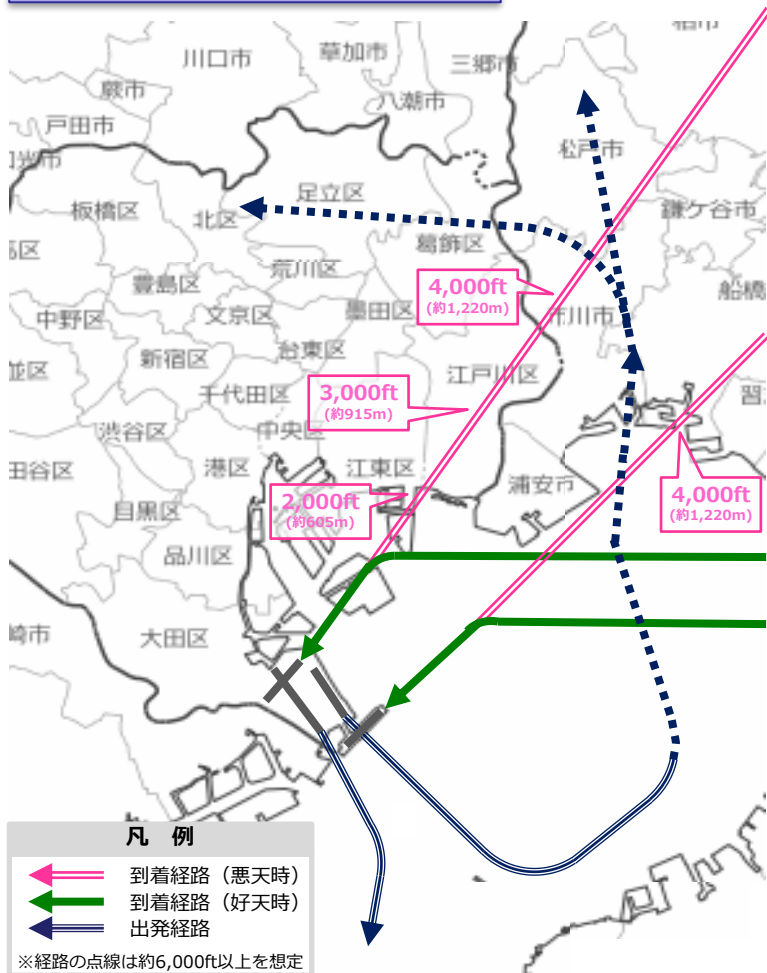 川口市
草加市
三郷市
蕨市
八潮市
戸田市
松戸市
足立区
板橋区
北区
鎌ケ谷市
葛飾区
荒川区
豊島区
船橋
4,000ft
(約1,220m)
墨田区
中野区
文京区
市川市
台東区
新宿区
江戸川区
千代田区
3,000ft
(約915m)
渋谷区
中央区
港区
江東区
田谷区
浦安市
2,000ft
(約605m)
4,000ft
(約1,220m)
目黒区
品川区
大田区
崎市
凡 例
到着経路（悪天時）
到着経路（好天時）
出発経路
※経路の点線は約6,000ft以上を想定